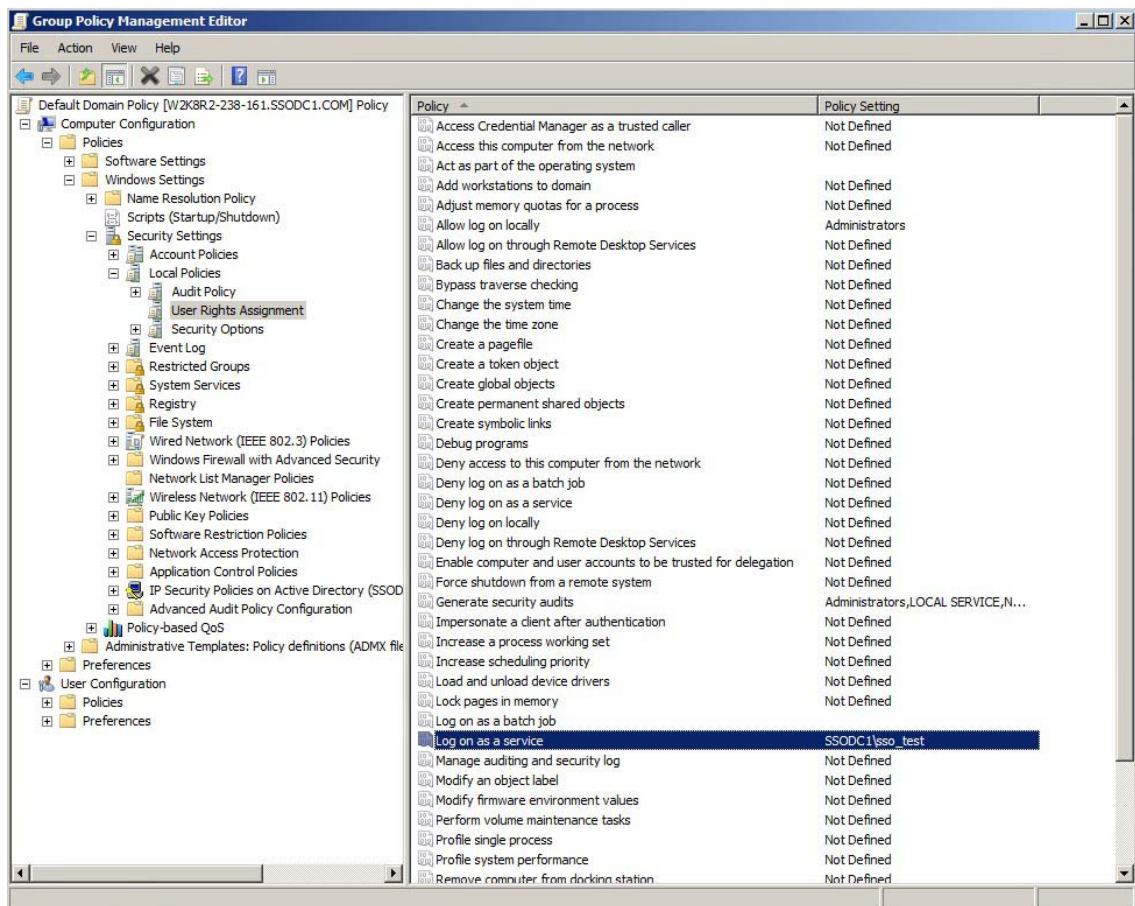 Group Policy Management Editor
File Action View Help
Default Domain Policy [W2K8R2-238-161.SSODC1.COM] Policy
Computer Configuration
Policies
Software Settings
Windows Settings
Name Resolution Policy
Scripts (Startup/Shutdown)
Security Settings
Account Policies
Local Policies
Audit Policy
User Rights Assignment
Security Options
Event Log
Restricted Groups
System Services
Registry
File System
Wired Network (IEEE 802.3) Policies
Windows Firewall with Advanced Security
Network List Manager Policies
Wireless Network (IEEE 802.11) Policies
Public Key Policies
Software Restriction Policies
Network Access Protection
Application Control Policies
IP Security Policies on Active Directory (SSOD
Advanced Audit Policy Configuration
Policy-based QoS
Administrative Templates: Policy definitions (ADMX file
Preferences
User Configuration
Policies
Preferences
Policy Policy Setting
Access Credential Manager as a trusted caller Not Defined
Access this computer from the network Not Defined
Act as part of the operating system
Add workstations to domain Not Defined
Adjust memory quotas for a process Not Defined
Allow log on locally Administrators
Allow log on through Remote Desktop Services Not Defined
Back up files and directories Not Defined
Bypass traverse checking Not Defined
Change the system time Not Defined
Change the time zone Not Defined
Create a pagefile Not Defined
Create a token object Not Defined
Create global objects Not Defined
Create permanent shared objects Not Defined
Create symbolic links Not Defined
Debug programs Not Defined
Deny access to this computer from the network Not Defined
Deny log on as a batch job Not Defined
Deny log on as a service Not Defined
Deny log on locally Not Defined
Deny log on through Remote Desktop Services Not Defined
Enable computer and user accounts to be trusted for delegation Not Defined
Force shutdown from a remote system Not Defined
Generate security audits Administrators,LOCAL SERVICE,N...
Impersonate a client after authentication Not Defined
Increase a process working set Not Defined
Increase scheduling priority Not Defined
Load and unload device drivers Not Defined
Lock pages in memory Not Defined
Log on as a batch job
Log on as a service SSODC1\sso_test
Manage auditing and security log Not Defined
Modify an object label Not Defined
Modify firmware environment values Not Defined
Perform volume maintenance tasks Not Defined
Profile single process Not Defined
Profile system performance Not Defined
Remove computer from docking station Not Defined